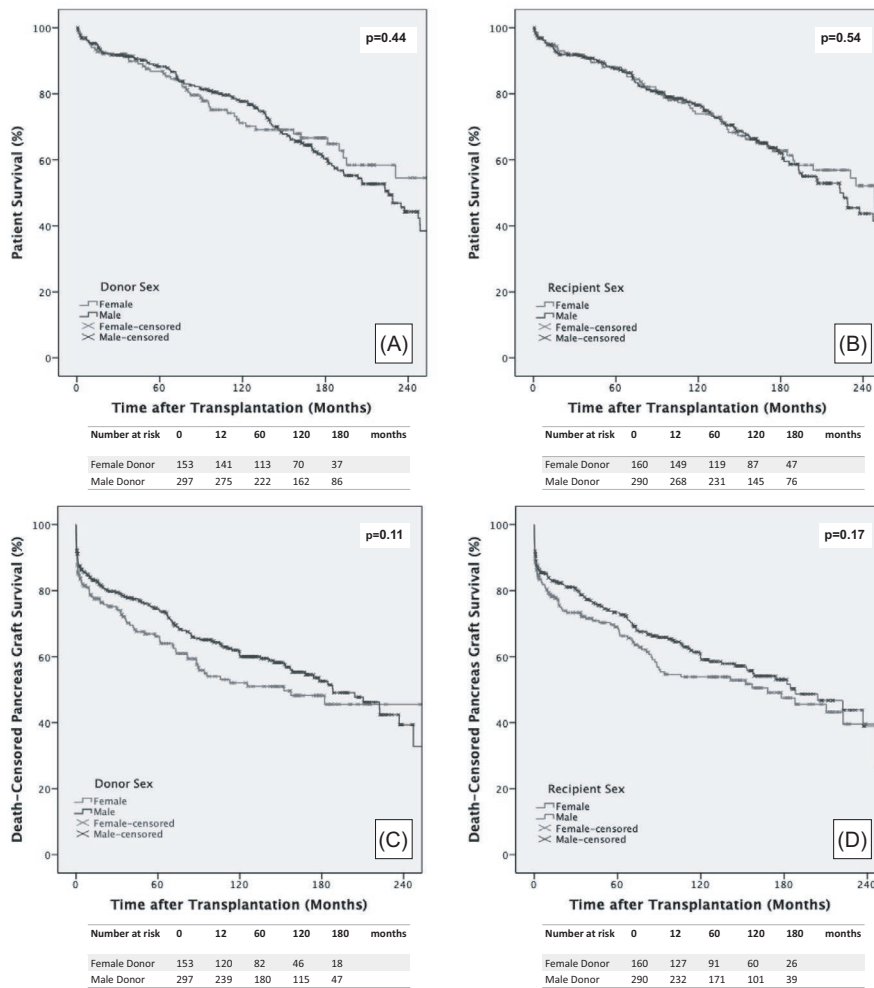 100
80
60
40
20
0
Patient Survival (%)
p=0.44
Donor Sex
Female
Male
Female-censored
Male-censored
(A)
0 60 120 180 240
Time after Transplantation (Months)
Number at risk 0 12 60 120 180 months
Female Donor 153 141 113 70 37
Male Donor 297 275 222 162 86
100
80
60
40
20
0
Patient Survival (%)
p=0.54
Recipient Sex
Female
Male
Female-censored
Male-censored
(B)
0 60 120 180 240
Time after Transplantation (Months)
Number at risk 0 12 60 120 180 months
Female Donor 160 149 119 87 47
Male Donor 290 268 231 145 76
100
80
60
40
20
0
Death-Censored Pancreas Graft Survival (%)
p=0.11
Donor Sex
Female
Male
Female-censored
Male-censored
(C)
0 60 120 180 240
Time after Transplantation (Months)
Number at risk 0 12 60 120 180 months
Female Donor 153 120 82 46 18
Male Donor 297 239 180 115 47
100
80
60
40
20
0
Death-Censored Pancreas Graft Survival (%)
p=0.17
Recipient Sex
Female
Male
Female-censored
Male-censored
(D)
0 60 120 180 240
Time after Transplantation (Months)
Number at risk 0 12 60 120 180 months
Female Donor 160 127 91 60 26
Male Donor 290 232 171 101 39